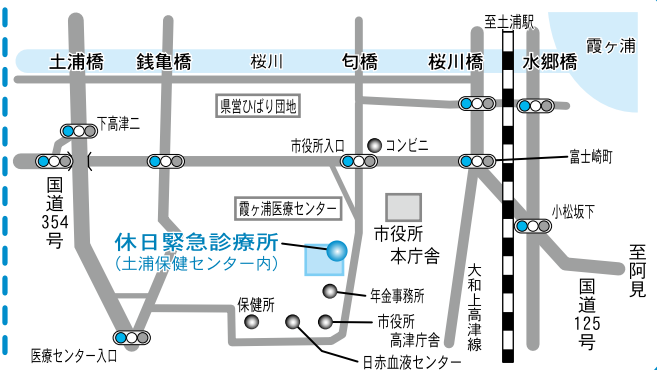 至土浦駅
霞ヶ浦
土浦橋
銭亀橋
桜川
匂橋
桜川橋
水郷橋
県営ひばり団地
下高津二
市役所入口
コンビニ
富士崎町
国道
354
号
霞ヶ浦医療センター
小松坂下
市役所
本庁舎
休日緊急診療所
(土浦保健センター内)
至阿見
大和上高津線
国道
125
号
年金事務所
保健所
市役所
高津庁舎
医療センター入口
日赤血液センター